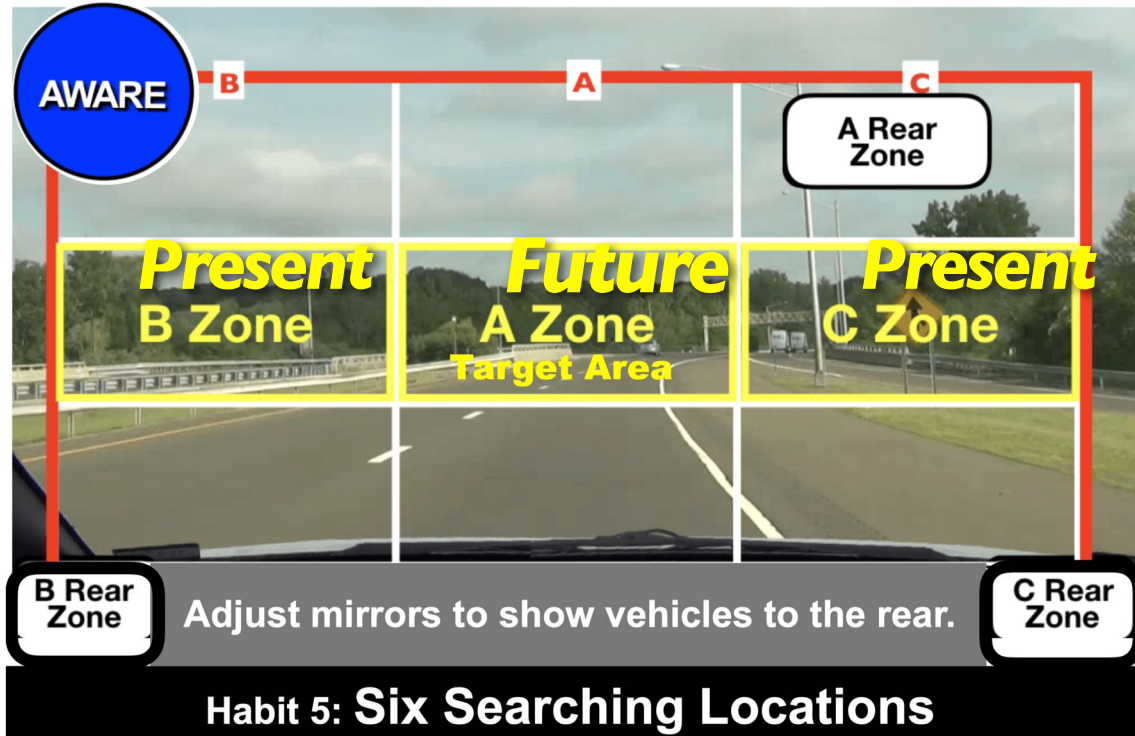 AWARE
B
A
C
A Rear
Zone
Present
Future
Present
B Zone
A Zone
C Zone
Target Area
B Rear
Zone
Adjust mirrors to show vehicles to the rear.
C Rear
Zone
Habit 5: Six Searching Locations